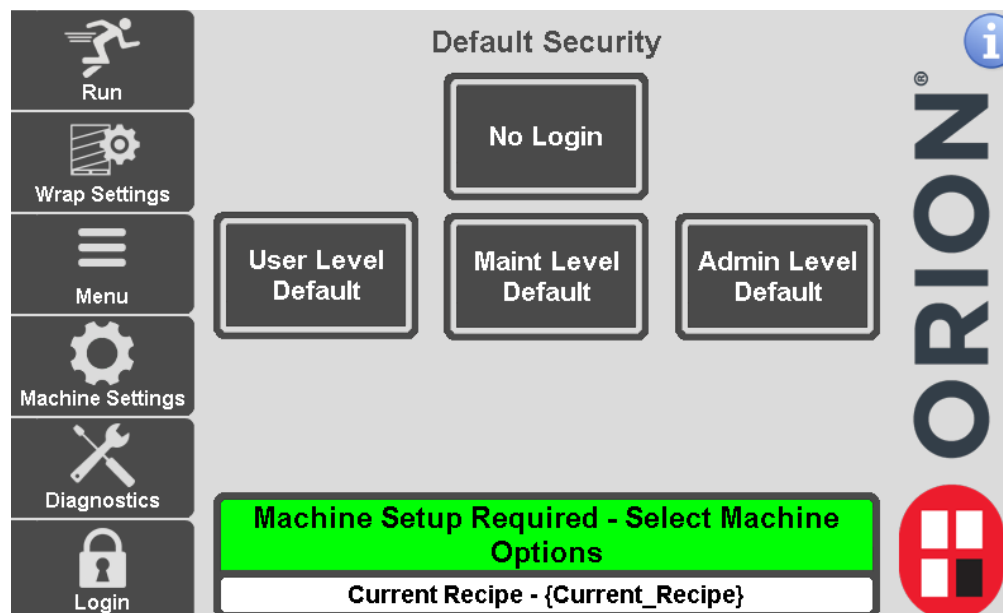 Default Security
Run
No Login
Wrap Settings
User Level
Default
Maint Level
Default
Admin Level
Default
Menu
Machine Settings
Diagnostics
Machine Setup Required - Select Machine
Options
Login
Current Recipe - {Current_Recipe}
i
ORION®